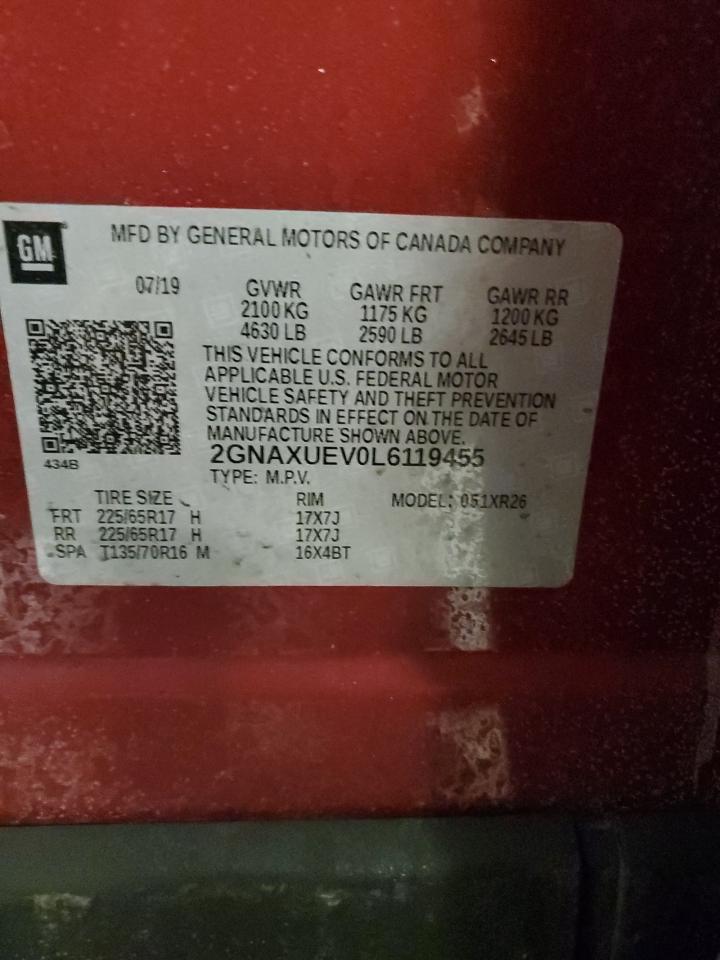 GM
MFD BY GENERAL MOTORS OF CANADA COMPANY
07/19 GVWR GAWR FRT GAWR RR
2100 KG 1175 KG 1200 KG
4630 LB 2590 LB 2645 LB
THIS VEHICLE CONFORMS TO ALL
APPLICABLE U.S. FEDERAL MOTOR
VEHICLE SAFETY AND THEFT PREVENTION
STANDARDS IN EFFECT ON THE DATE OF
MANUFACTURE SHOWN ABOVE.
434B
2GNAXUEV0L6119455
TYPE: M.P.V.
TIRE SIZE RIM MODEL: 051XR26
FRT 225/65R17 H 17X7J
RR 225/65R17 H 17X7J
SPA T135/70R16 M 16X4BT